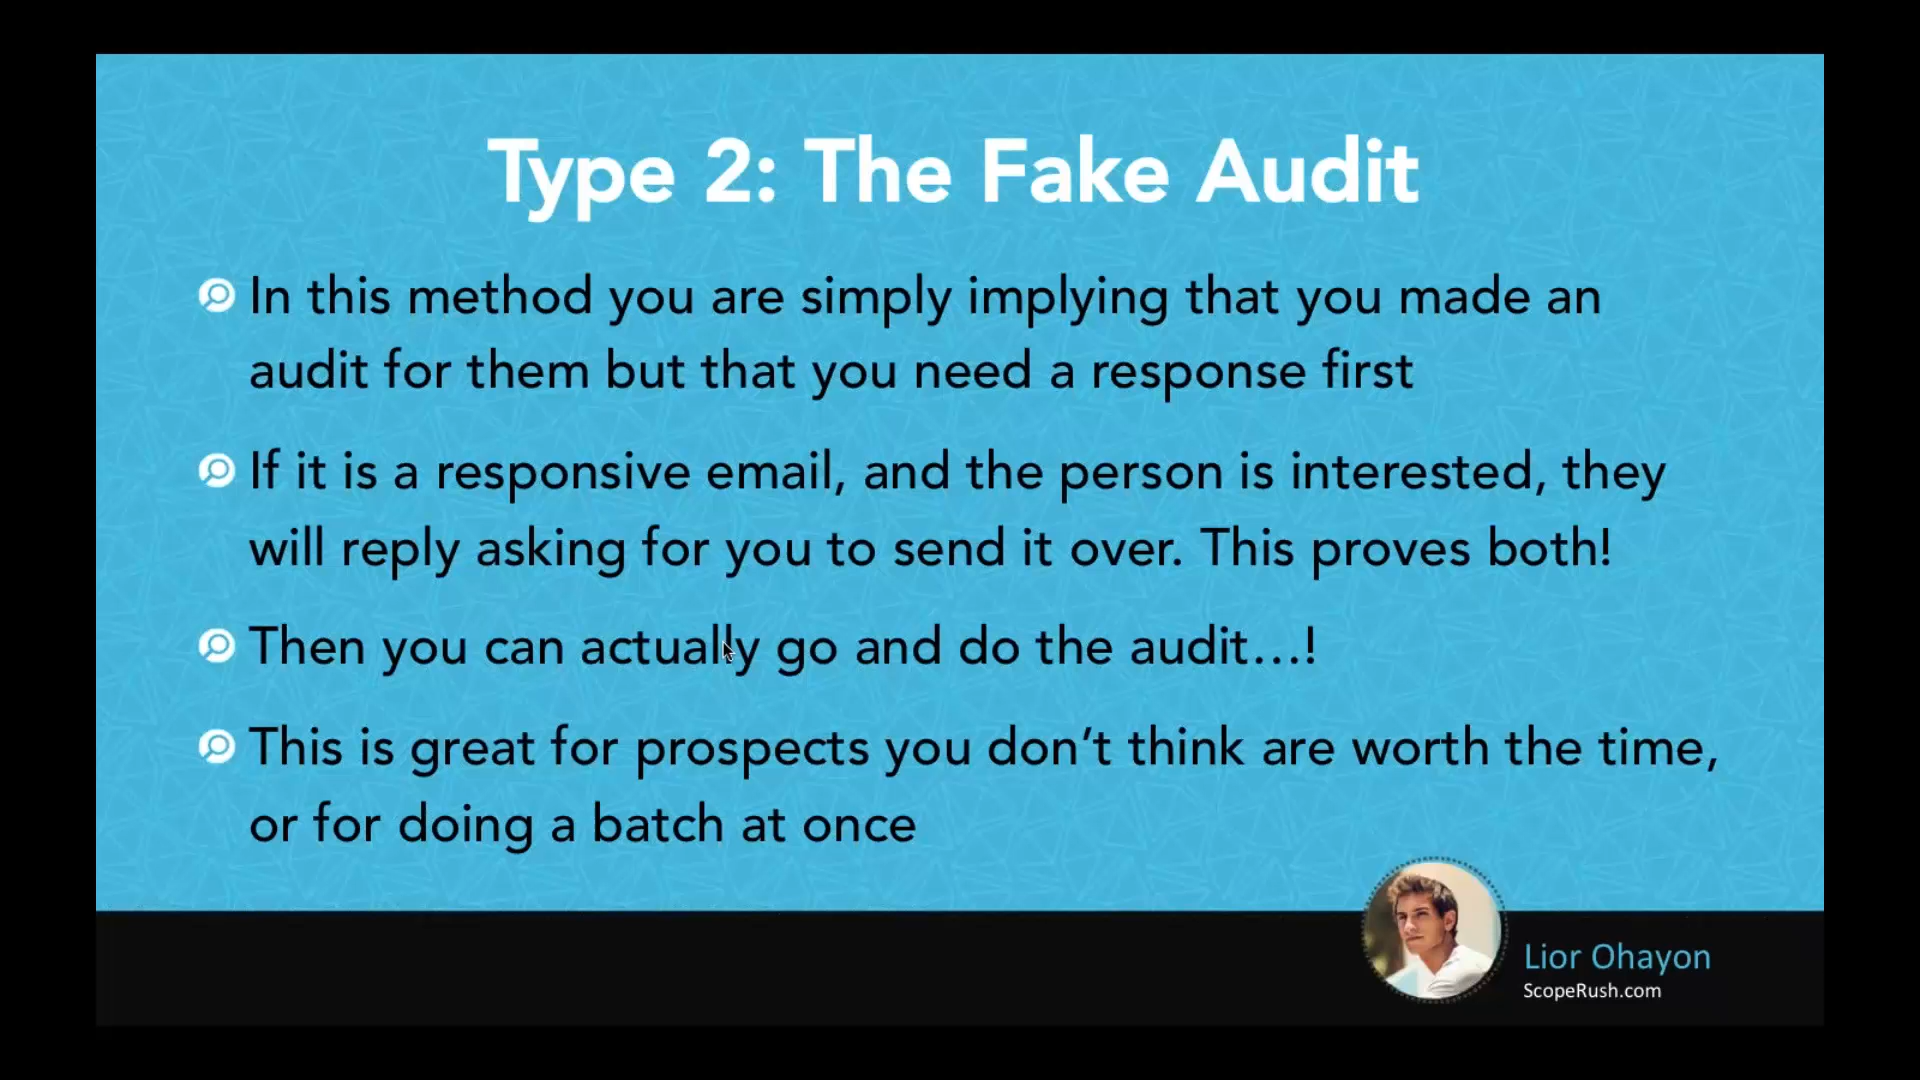 Type 2: The Fake Audit
In this method you are simply implying that you made an
audit for them but that you need a response first
If it is a responsive email, and the person is interested, they
will reply asking for you to send it over. This proves both!
Then you can actually go and do the audit...!
This is great for prospects you don’t think are worth the time,
or for doing a batch at once
Lior Ohayon
ScopeRush.com